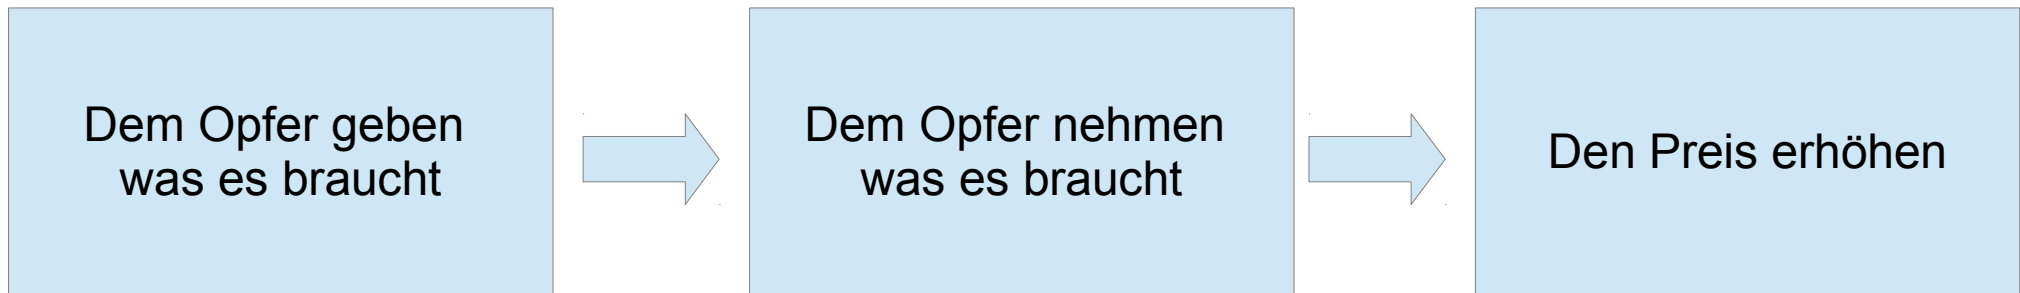 Dem Opfer geben
was es braucht
Dem Opfer nehmen
was es braucht
Den Preis erhöhen